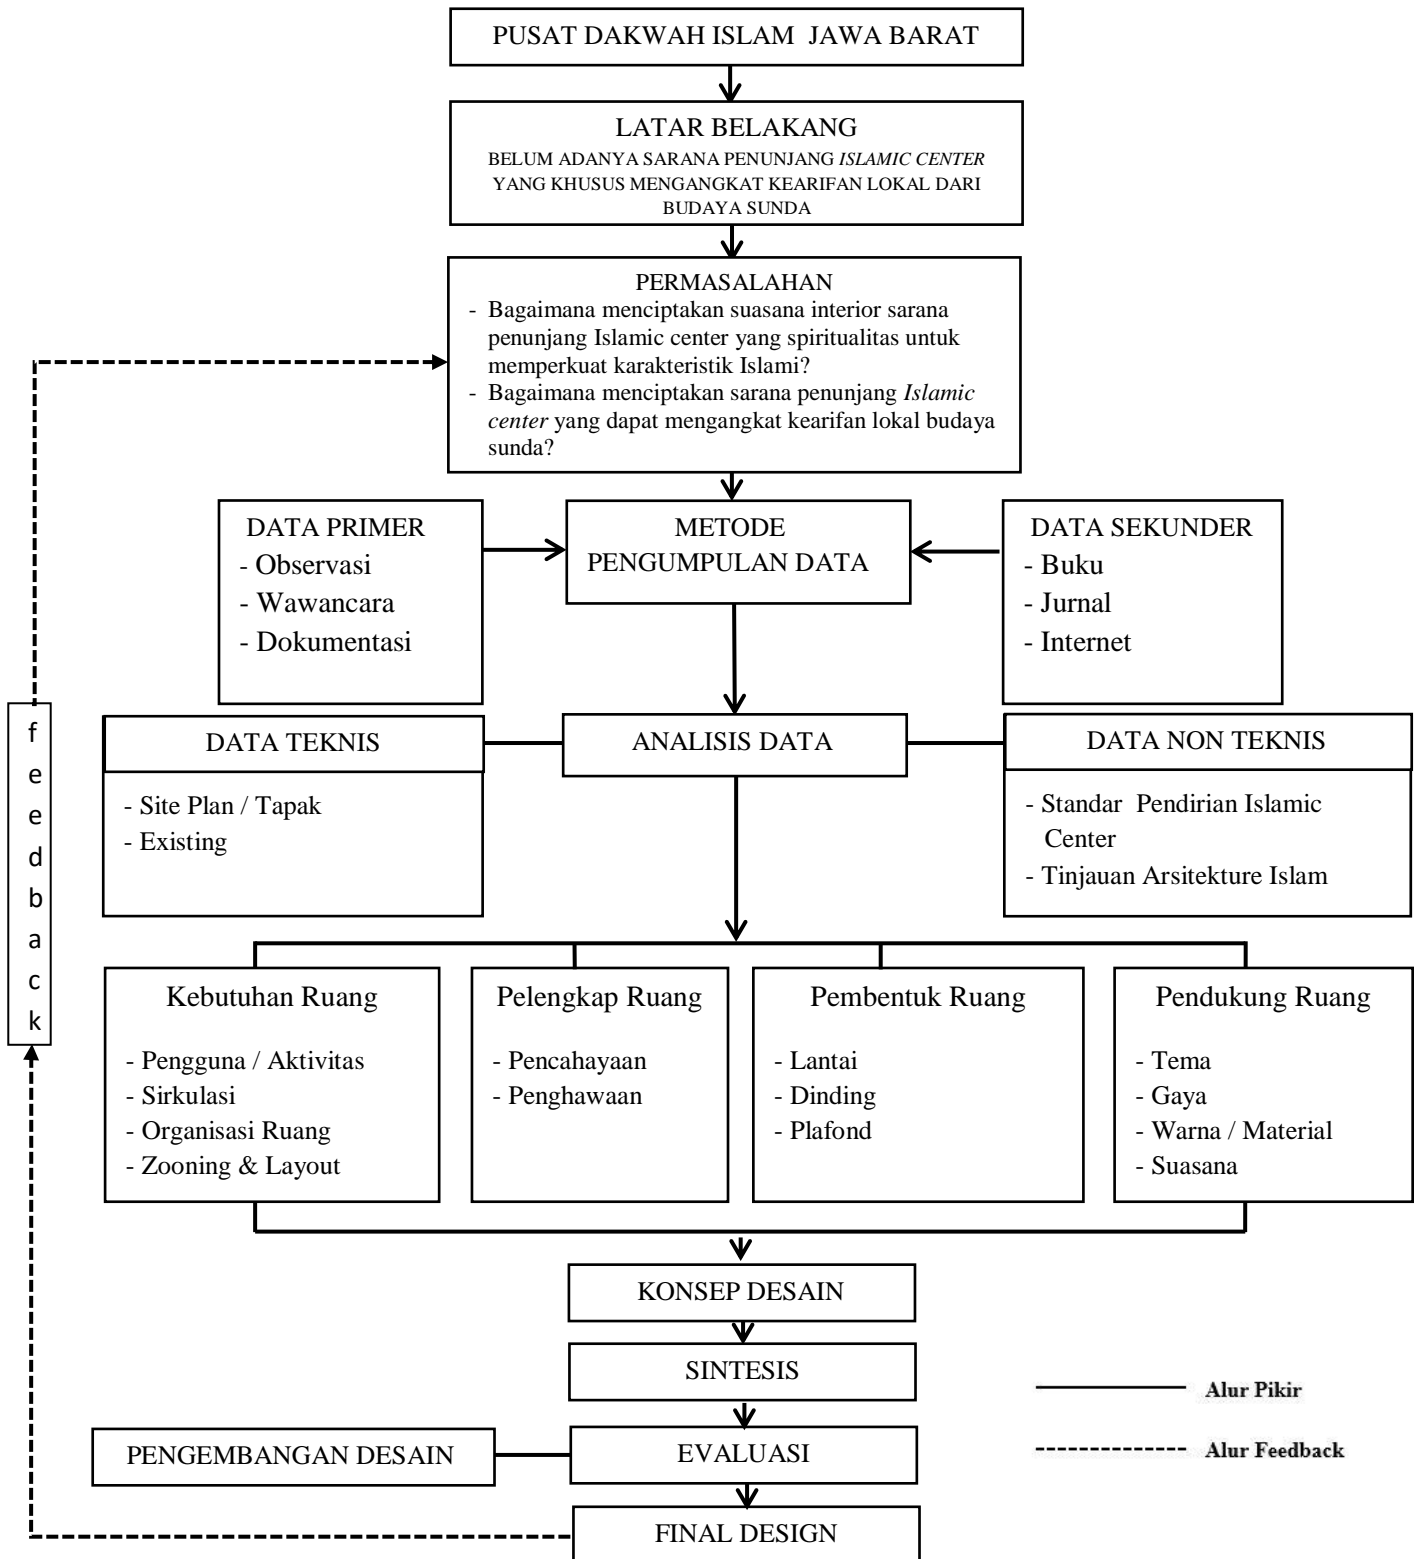 PUSAT DAKWAH ISLAM JAWA BARAT
LATAR BELAKANG
BELUM ADANYA SARANA PENUNJANG ISLAMIC CENTER
YANG KHUSUS MENGANGKAT KEARIFAN LOKAL DARI
BUDAYA SUNDA
PERMASALAHAN
- Bagaimana menciptakan suasana interior sarana
penunjang Islamic center yang spiritualitas untuk
memperkuat karakteristik Islami?
- Bagaimana menciptakan sarana penunjang Islamic
center yang dapat mengangkat kearifan lokal budaya
sunda?
DATA PRIMER
- Observasi
- Wawancara
- Dokumentasi
METODE
PENGUMPULAN DATA
DATA SEKUNDER
- Buku
- Jurnal
- Internet
feedback
DATA TEKNIS
- Site Plan / Tapak
- Existing
ANALISIS DATA
DATA NON TEKNIS
- Standar Pendirian Islamic
Center
- Tinjauan Arsitekture Islam
Kebutuhan Ruang
- Pengguna / Aktivitas
- Sirkulasi
- Organisasi Ruang
- Zooning & Layout
Pelengkap Ruang
- Pencahayaan
- Penghawaan
Pembentuk Ruang
- Lantai
- Dinding
- Plafond
Pendukung Ruang
- Tema
- Gaya
- Warna / Material
- Suasana
KONSEP DESAIN
SINTESIS
PENGEMBANGAN DESAIN
EVALUASI
FINAL DESIGN
Alur Pikir
Alur Feedback